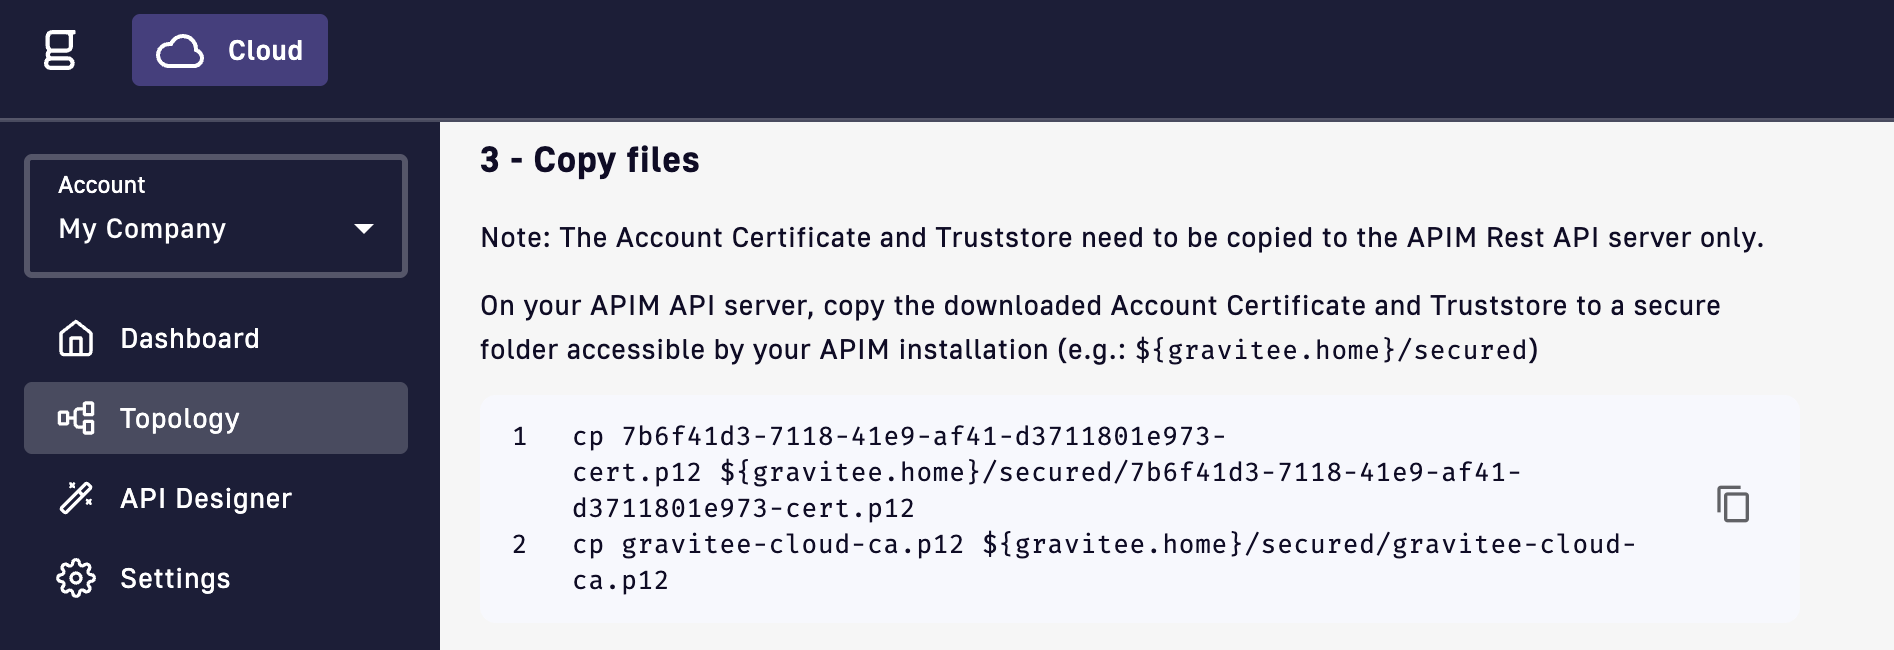 g
Cloud
Account
My Company
Dashboard
Topology
API Designer
Settings
3 - Copy files
Note: The Account Certificate and Truststore need to be copied to the APIM Rest API server only.
On your APIM API server, copy the downloaded Account Certificate and Truststore to a secure
folder accessible by your APIM installation (e.g.: ${gravitee.home}/secured)
1 cp 7b6f41d3-7118-41e9-af41-d3711801e973-
cert.p12 ${gravitee.home}/secured/7b6f41d3-7118-41e9-af41-
d3711801e973-cert.p12
2 cp gravitee-cloud-ca.p12 ${gravitee.home}/secured/gravitee-cloud-
ca.p12